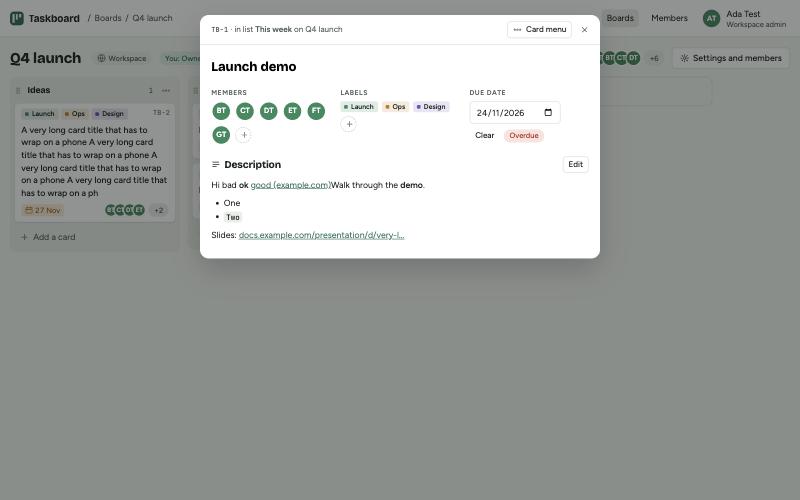 Taskboard / Boards / Q4 launch
Boards Members AT Ada Test
Workspace admin
Q4 launch Workspace
CT DT +6 Settings and members
Ideas 1
Launch Ops Design TB-2
A very long card title that has to
wrap on a phone A very long card
title that has to wrap on a phone A
very long card title that has to wrap
on a phone A very long card title that
has to wrap on a ph
27 Nov +2
Add a card
TB-1 · in list This week on Q4 launch
Card menu
Launch demo
MEMBERS
BT CT DT ET FT
GT
LABELS
Launch Ops Design
DUE DATE
24/11/2026
Clear Overdue
Description
Edit
Hi bad ok good (example.com)Walk through the demo.
One
Two
Slides: docs.example.com/presentation/d/very-l…